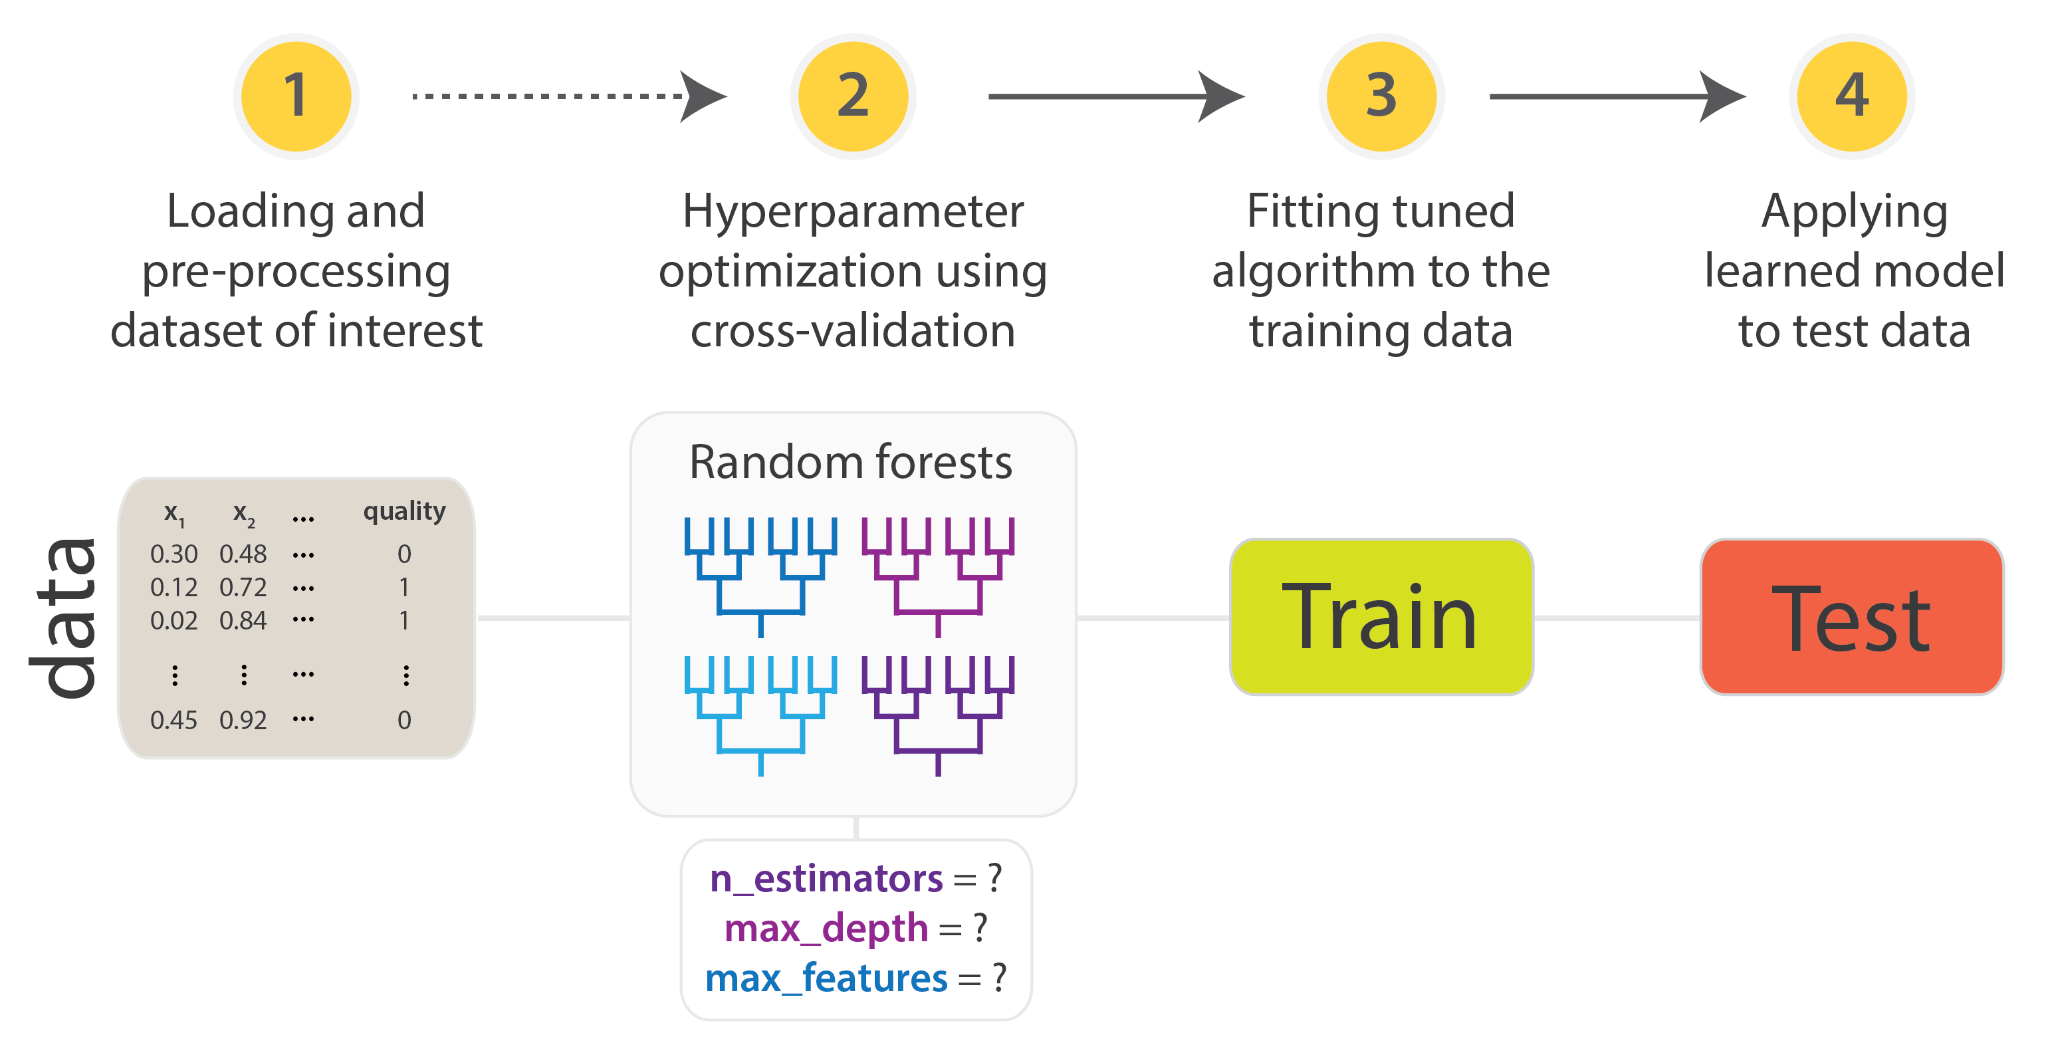 1
2
3
4
Loading and
pre-processing
dataset of interest
Hyperparameter
optimization using
cross-validation
Fitting tuned
algorithm to the
training data
Applying
learned model
to test data
data
x1 x2 ... quality
0.30 0.48 ... 0
0.12 0.72 ... 1
0.02 0.84 ... 1
⋮ ⋮ ... ⋮
0.45 0.92 ... 0
Random forests
n_estimators = ?
max_depth = ?
max_features = ?
Train
Test